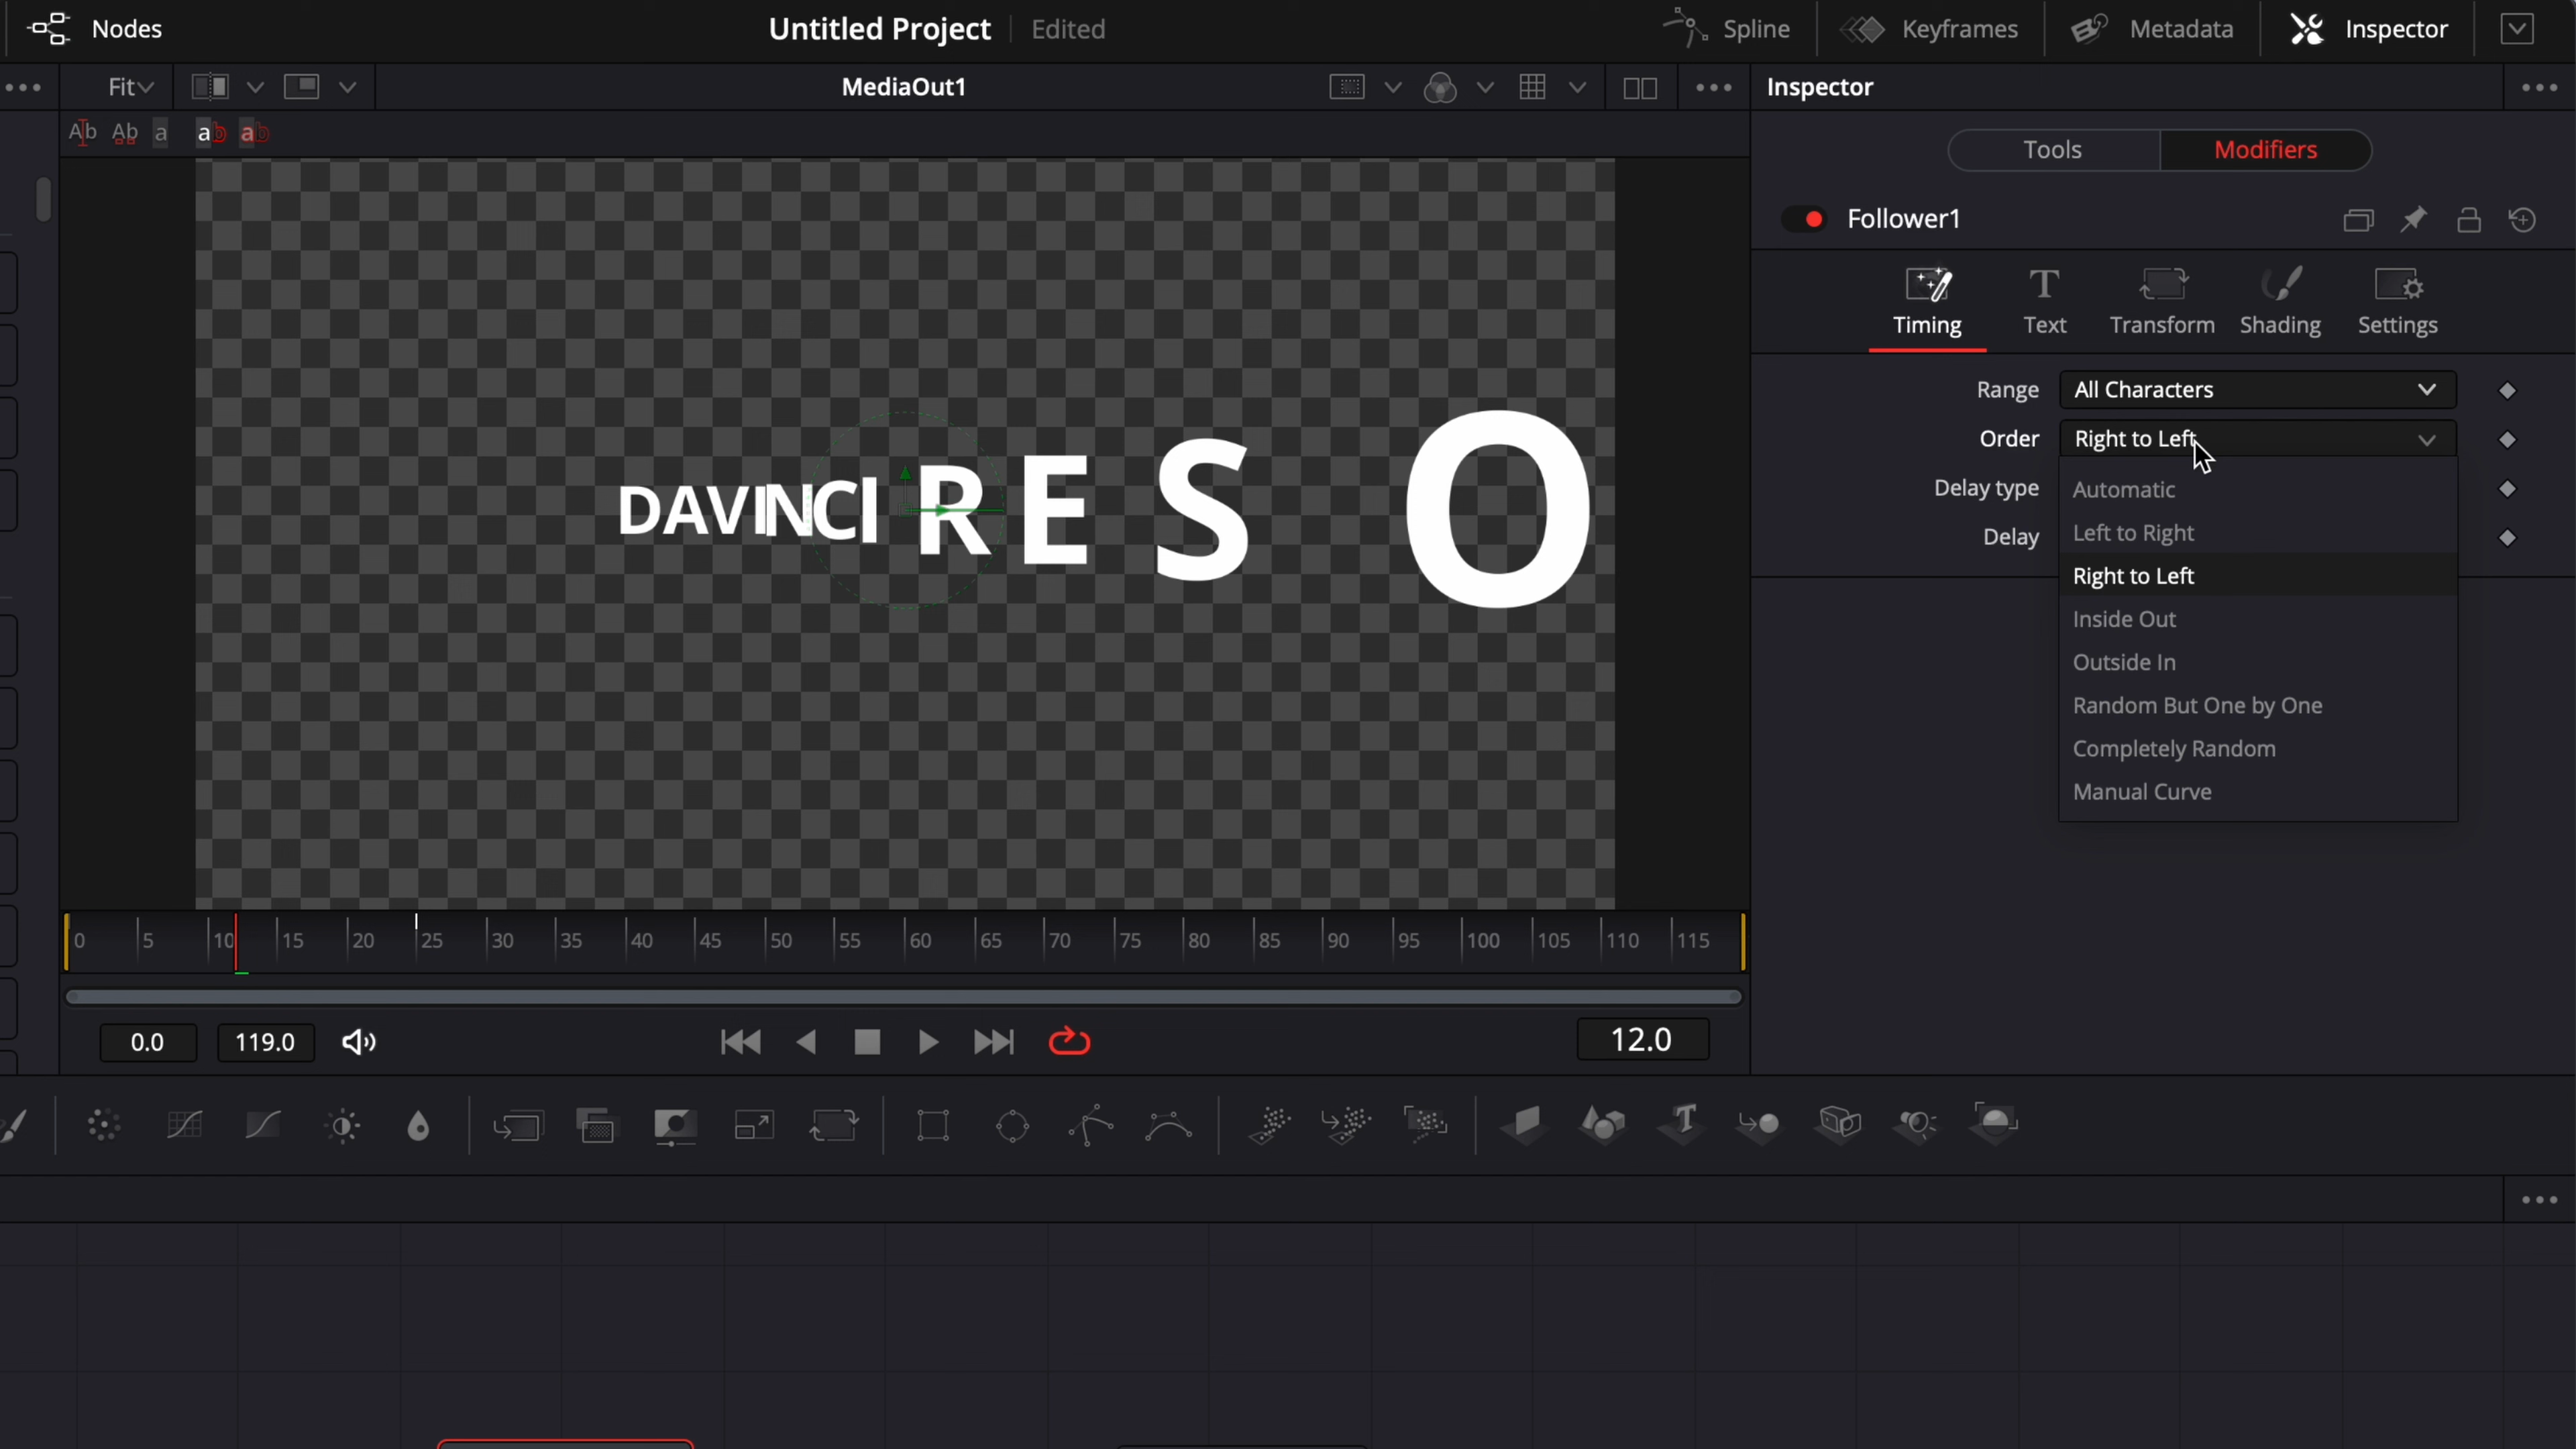 Nodes
Untitled Project
Edited
Spline
Keyframes
Metadata
Inspector
Fit
MediaOut1
Inspector
Ab Ab a ab ab
Tools
Modifiers
Follower1
Timing
Text
Transform
Shading
Settings
Range
All Characters
Order
Right to Left
Delay type
Delay
Automatic
Left to Right
Right to Left
Inside Out
Outside In
Random But One by One
Completely Random
Manual Curve
DAVINCI RESO
0 5 10 15 20 25 30 35 40 45 50 55 60 65 70 75 80 85 90 95 100 105 110 115
0.0
119.0
12.0